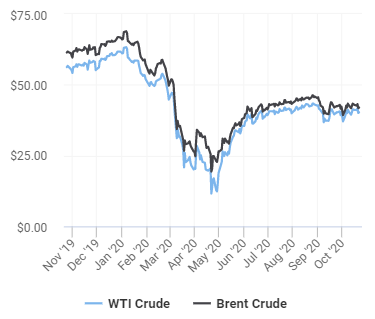 $75.00
$50.00
$25.00
$0.00
Nov '19
Dec '19
Jan '20
Feb '20
Mar '20
Apr '20
May '20
Jun '20
Jul '20
Aug '20
Sep '20
Oct '20
WTI Crude Brent Crude